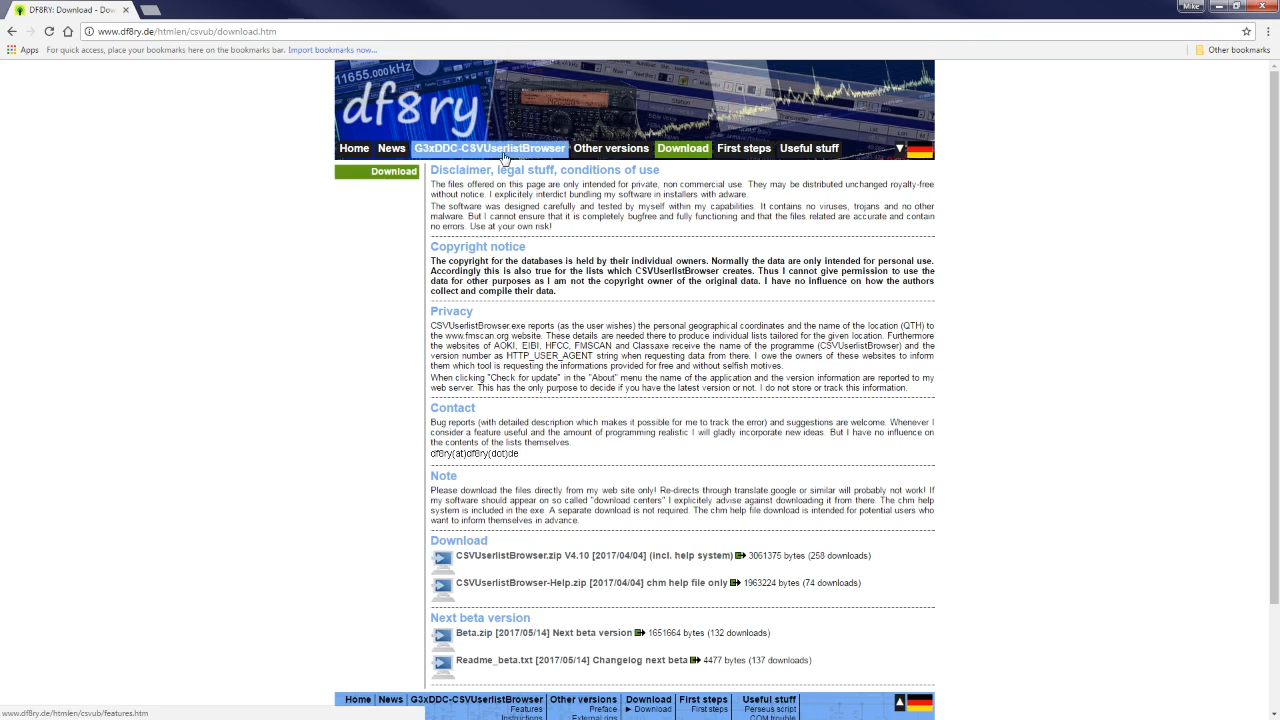 DF8RY: Download - Dow
Mike
www.df8ry.de/htmlen/csvub/download.htm
Apps For quick access, place your bookmarks here on the bookmarks bar. Import bookmarks now... Other bookmarks
11655.000kHz
df8ry
Home News G3xDDC-CSVUserlistBrowser Other versions Download First steps Useful stuff
Download
Disclaimer, legal stuff, conditions of use
The files offered on this page are only intended for private, non commercial use. They may be distributed unchanged royalty-free
without notice. I explicitely interdict bundling my software in installers with adware.
The software was designed carefully and tested by myself within my capabilities. It contains no viruses, trojans and no other
malware. But I cannot ensure that it is completely bugfree and fully functioning and that the files related are accurate and contain
no errors. Use at your own risk!
Copyright notice
The copyright for the databases is held by their individual owners. Normally the data are only intended for personal use.
Accordingly this is also true for the lists which CSVUserlistBrowser creates. Thus I cannot give permission to use the
data for other purposes as I am not the copyright owner of the original data. I have no influence on how the authors
collect and compile their data.
Privacy
CSVUserlistBrowser.exe reports (as the user wishes) the personal geographical coordinates and the name of the location (QTH) to
the www.fmscan.org website. These details are needed there to produce individual lists tailored for the given location. Furthermore
the websites of AOKI, EIBI, HFCC, FMSCAN and Classaxe receive the name of the programme (CSVUserlistBrowser) and the
version number as HTTP_USER_AGENT string when requesting data from there. I owe the owners of these websites to inform
them which tool is requesting the informations provided for free and without selfish motives.
When clicking "Check for update" in the "About" menu the name of the application and the version information are reported to my
web server. This has the only purpose to decide if you have the latest version or not. I do not store or track this information.
Contact
Bug reports (with detailed description which makes it possible for me to track the error) and suggestions are welcome. Whenever I
consider a feature useful and the amount of programming realistic I will gladly incorporate new ideas. But I have no influence on
the contents of the lists themselves.
df8ry(at)df8ry(dot)de
Note
Please download the files directly from my web site only! Re-directs through translate.google or similar will probably not work! If
my software should appear on so called "download centers" I explicitely advise against downloading it from there. The chm help
system is included in the exe. A separate download is not required. The chm help file download is intended for potential users who
want to inform themselves in advance.
Download
CSVUserlistBrowser.zip V4.10 [2017/04/04] (incl. help system) 3061375 bytes (258 downloads)
CSVUserlistBrowser-Help.zip [2017/04/04] chm help file only 1963224 bytes (74 downloads)
Next beta version
Beta.zip [2017/05/14] Next beta version 1651664 bytes (132 downloads)
Readme_beta.txt [2017/05/14] Changelog next beta 4477 bytes (137 downloads)
Home News G3xDDC-CSVUserlistBrowser Other versions Download First steps Useful stuff
Features Preface ► Download First steps Perseus script
Instructions External rigs COM trouble
www.df8ry.de/htmlen/csvub/features.htm